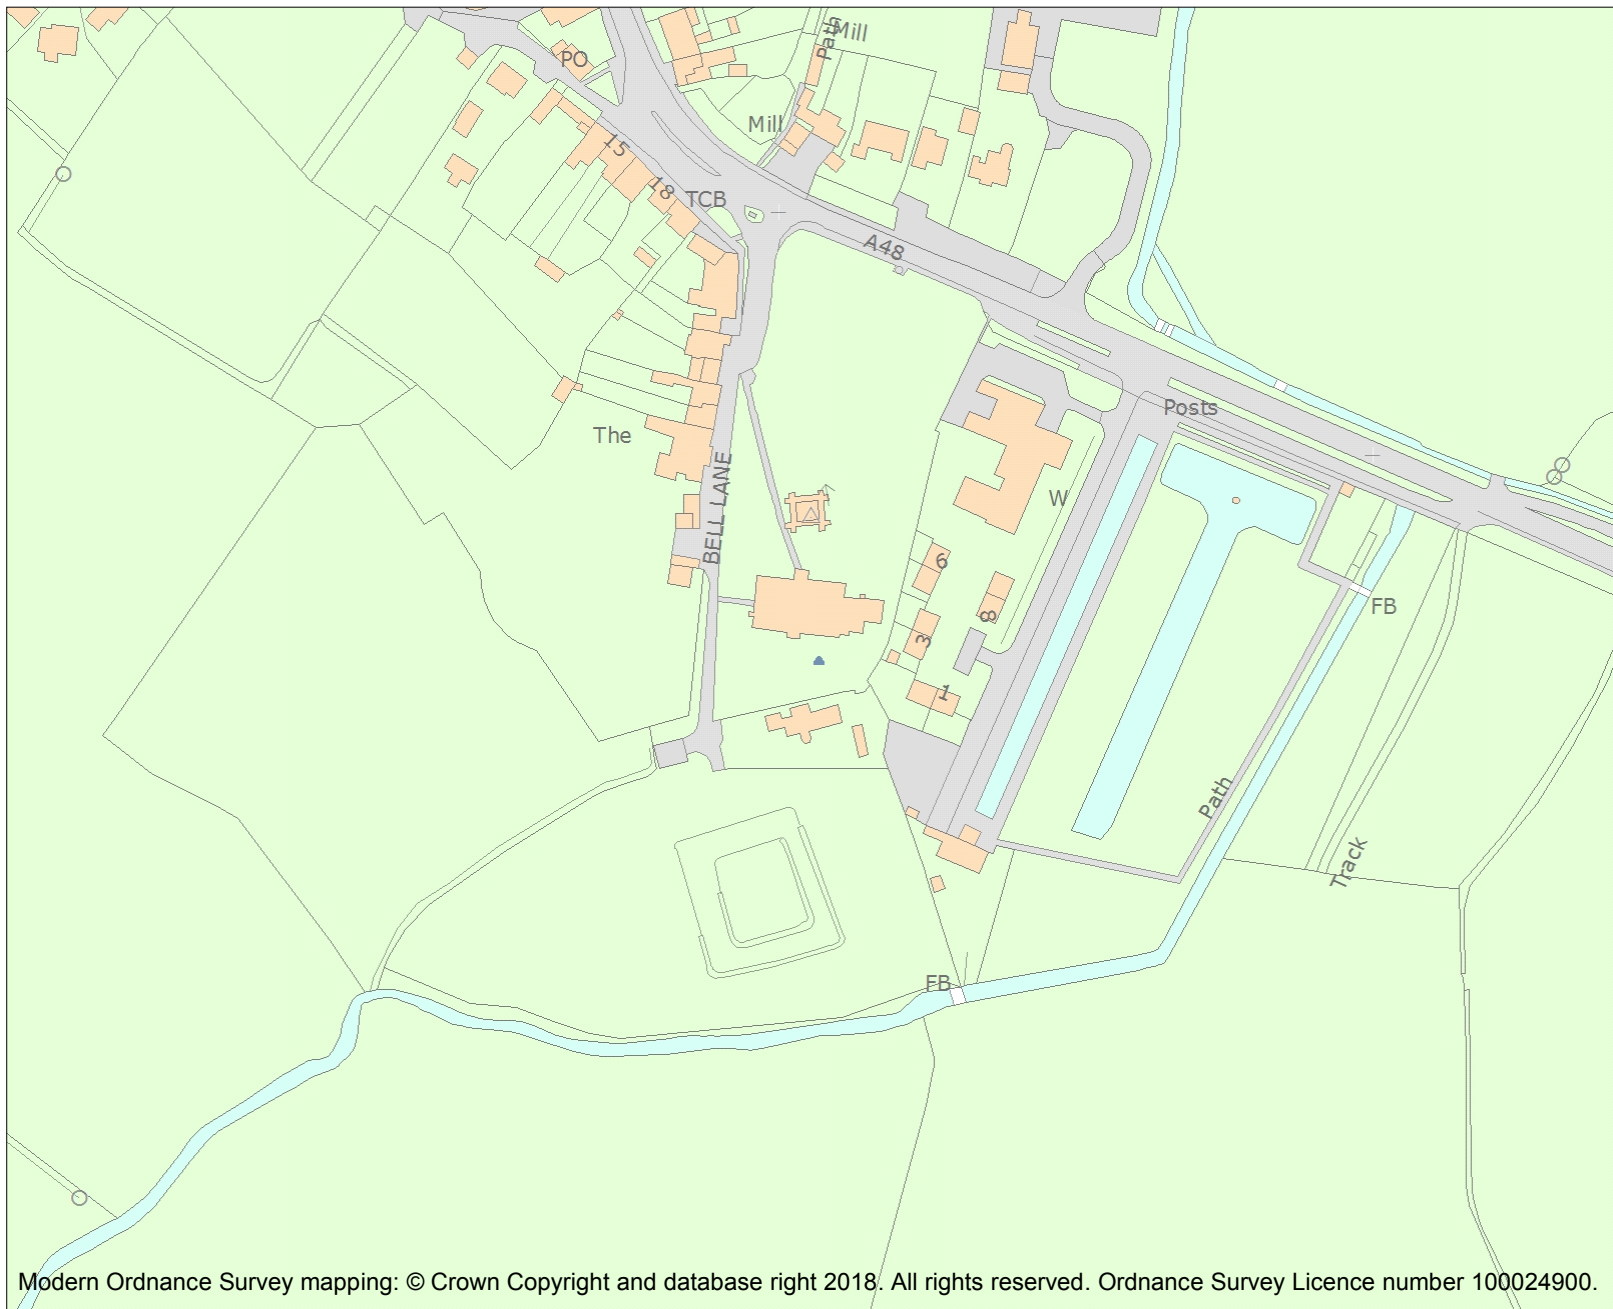 Path
Mill
PO
Mill
15
18
TCB
A48
Posts
The
BELL LANE
W
6
8
3
1
FB
Path
Track
FB
Modern Ordnance Survey mapping: © Crown Copyright and database right 2018. All rights reserved. Ordnance Survey Licence number 100024900.